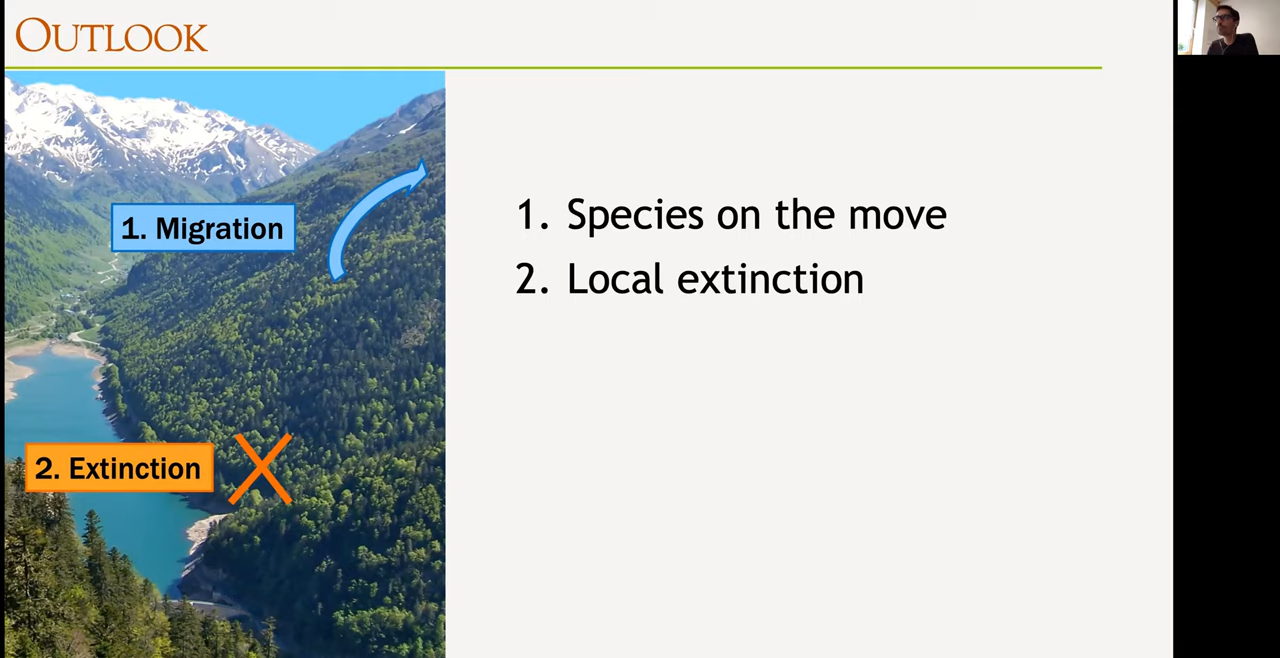 OUTLOOK
1. Migration
2. Extinction
1. Species on the move
2. Local extinction